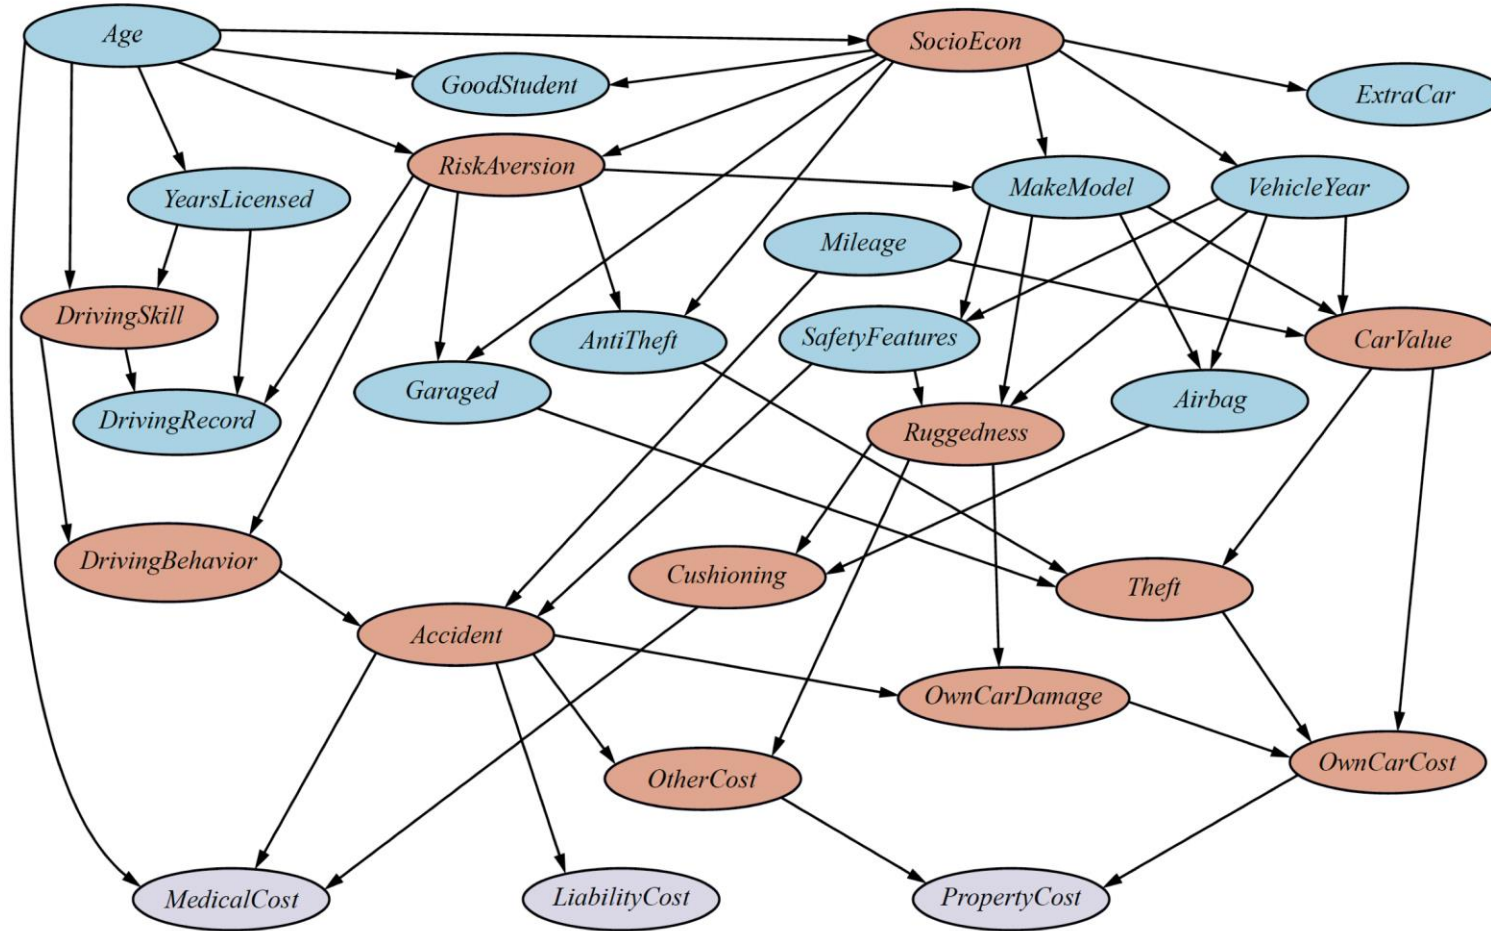 Age
SocioEcon
GoodStudent
ExtraCar
RiskAversion
YearsLicensed
MakeModel
VehicleYear
Mileage
DrivingSkill
AntiTheft
SafetyFeatures
CarValue
Garaged
Airbag
DrivingRecord
Ruggedness
DrivingBehavior
Cushioning
Theft
Accident
OwnCarDamage
OtherCost
OwnCarCost
MedicalCost
LiabilityCost
PropertyCost